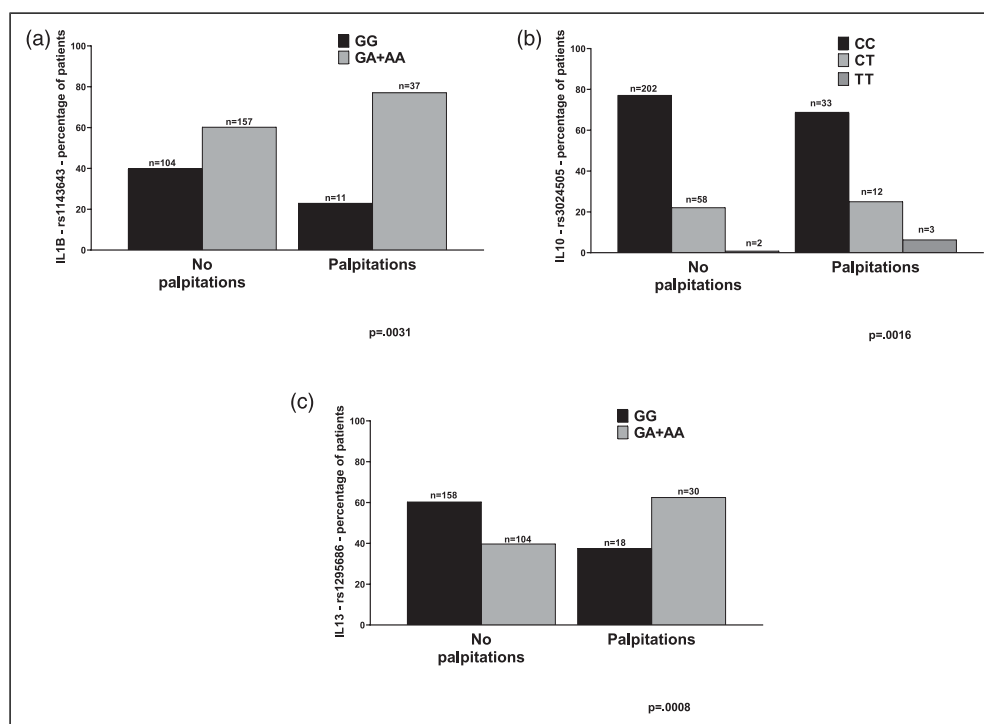 (a)
IL1B - rs1143643 - percentage of patients
100
80
60
40
20
0
GG
GA+AA
n=104
n=157
n=11
n=37
No
palpitations
Palpitations
p=.0031
(b)
IL10 - rs3024505 - percentage of patients
100
80
60
40
20
0
CC
CT
TT
n=202
n=58
n=2
n=33
n=12
n=3
No
palpitations
Palpitations
p=.0016
(c)
IL13 - rs1295686 - percentage of patients
100
80
60
40
20
0
GG
GA+AA
n=158
n=104
n=18
n=30
No
palpitations
Palpitations
p=.0008